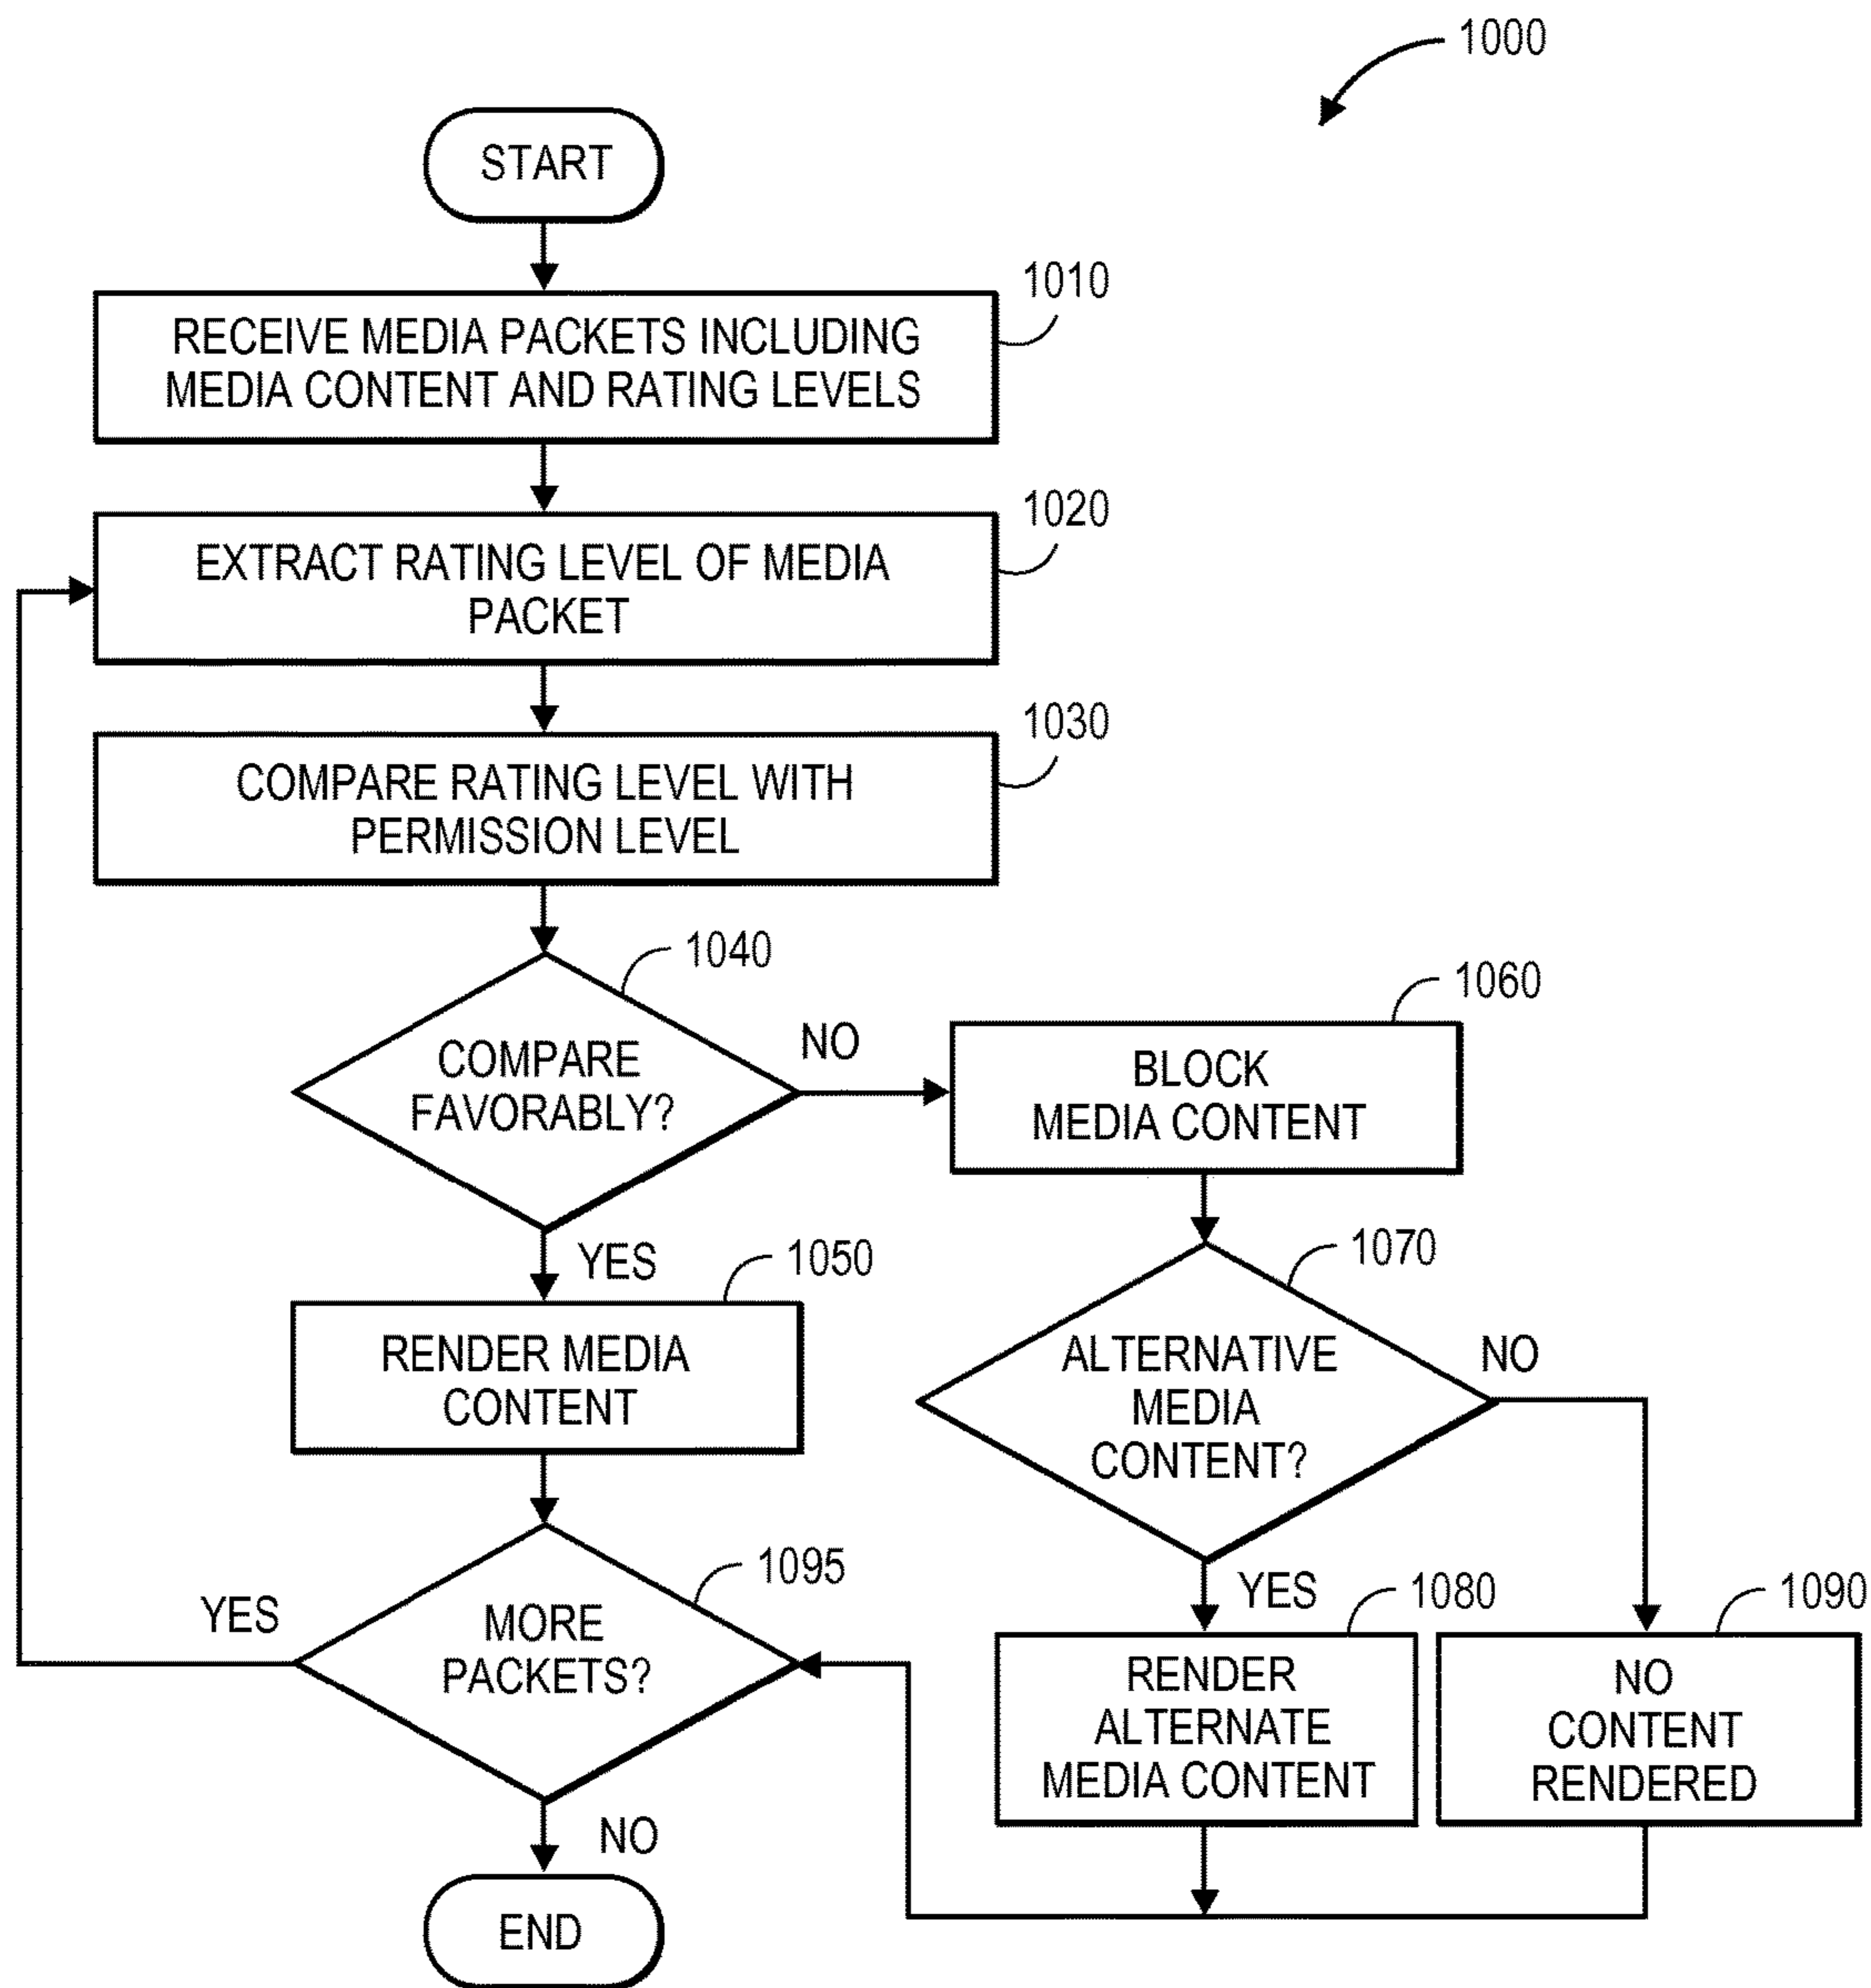 1000
START
1010
RECEIVE MEDIA PACKETS INCLUDING
MEDIA CONTENT AND RATING LEVELS
1020
EXTRACT RATING LEVEL OF MEDIA
PACKET
1030
COMPARE RATING LEVEL WITH
PERMISSION LEVEL
1040
COMPARE
FAVORABLY?
NO
1060
BLOCK
MEDIA CONTENT
YES
1050
RENDER MEDIA
CONTENT
1070
ALTERNATIVE
MEDIA
CONTENT?
NO
YES
1095
MORE
PACKETS?
YES
1080
RENDER
ALTERNATE
MEDIA CONTENT
1090
NO
CONTENT
RENDERED
NO
END